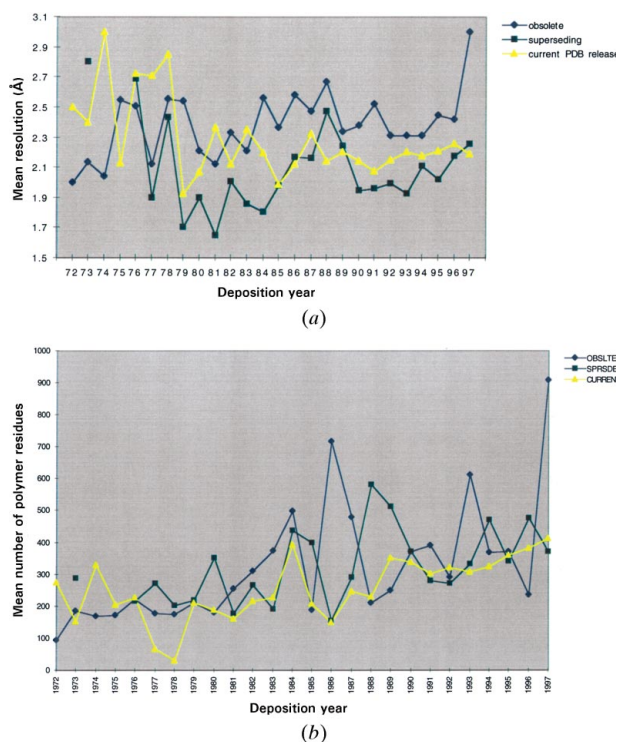 3.1
2.9
2.7
2.5
2.3
2.1
1.9
1.7
1.5
Mean resolution (Å)
obsolete
superseding
current PDB release
72 73 74 75 76 77 78 79 80 81 82 83 84 85 86 87 88 89 90 91 92 93 94 95 96 97
Deposition year
(a)
1000
900
800
700
600
500
400
300
200
100
0
Mean number of polymer residues
OBSLTE
SPRSDE
CURREN
1972 1973 1974 1975 1976 1977 1978 1979 1980 1981 1982 1983 1984 1985 1986 1987 1988 1989 1990 1991 1992 1993 1994 1995 1996 1997
Deposition year
(b)